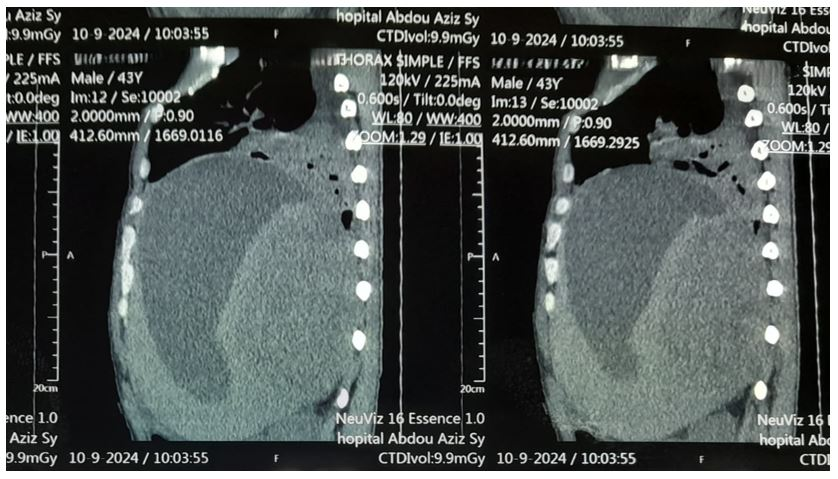 u Aziz Sy
:9.9mGy
PLE / FFS
/ 225mA
t:0.0deg
WW:400
/ IE:1.00
10-9-2024 / 10:03:55
F
hopital Abdou Aziz Sy
CTDIvol:9.9mGy
THORAX SIMPLE / FFS
120kV / 225mA
0.600s / Tilt:0.0deg
WL:80 / WW:400
ZOOM:1.29 / IE:1.00
Male / 43Y
Im:12 / Se:10002
2.0000mm / P:0.90
412.60mm / 1669.0116
P
A
20cm
ence 1.0
Aziz Sy
9.9mGy
10-9-2024 / 10:03:55
F
NeuViz 16 Essence 1.0
hopital Abdou Aziz Sy
CTDIvol:9.9mGy
NeuViz 16 Esse
hopital Abdo
CTDIvol
10-9-2024 / 10:03:55
F
SIMP
120kV
0.600s / T
WL:80
ZOOM:1.29
Male / 43Y
Im:13 / Se:10002
2.0000mm / P:0.90
412.60mm / 1669.2925
P
A
20cm
10-9-2024 / 10:03:55
F
NeuViz 16
hopital Abd
CTD